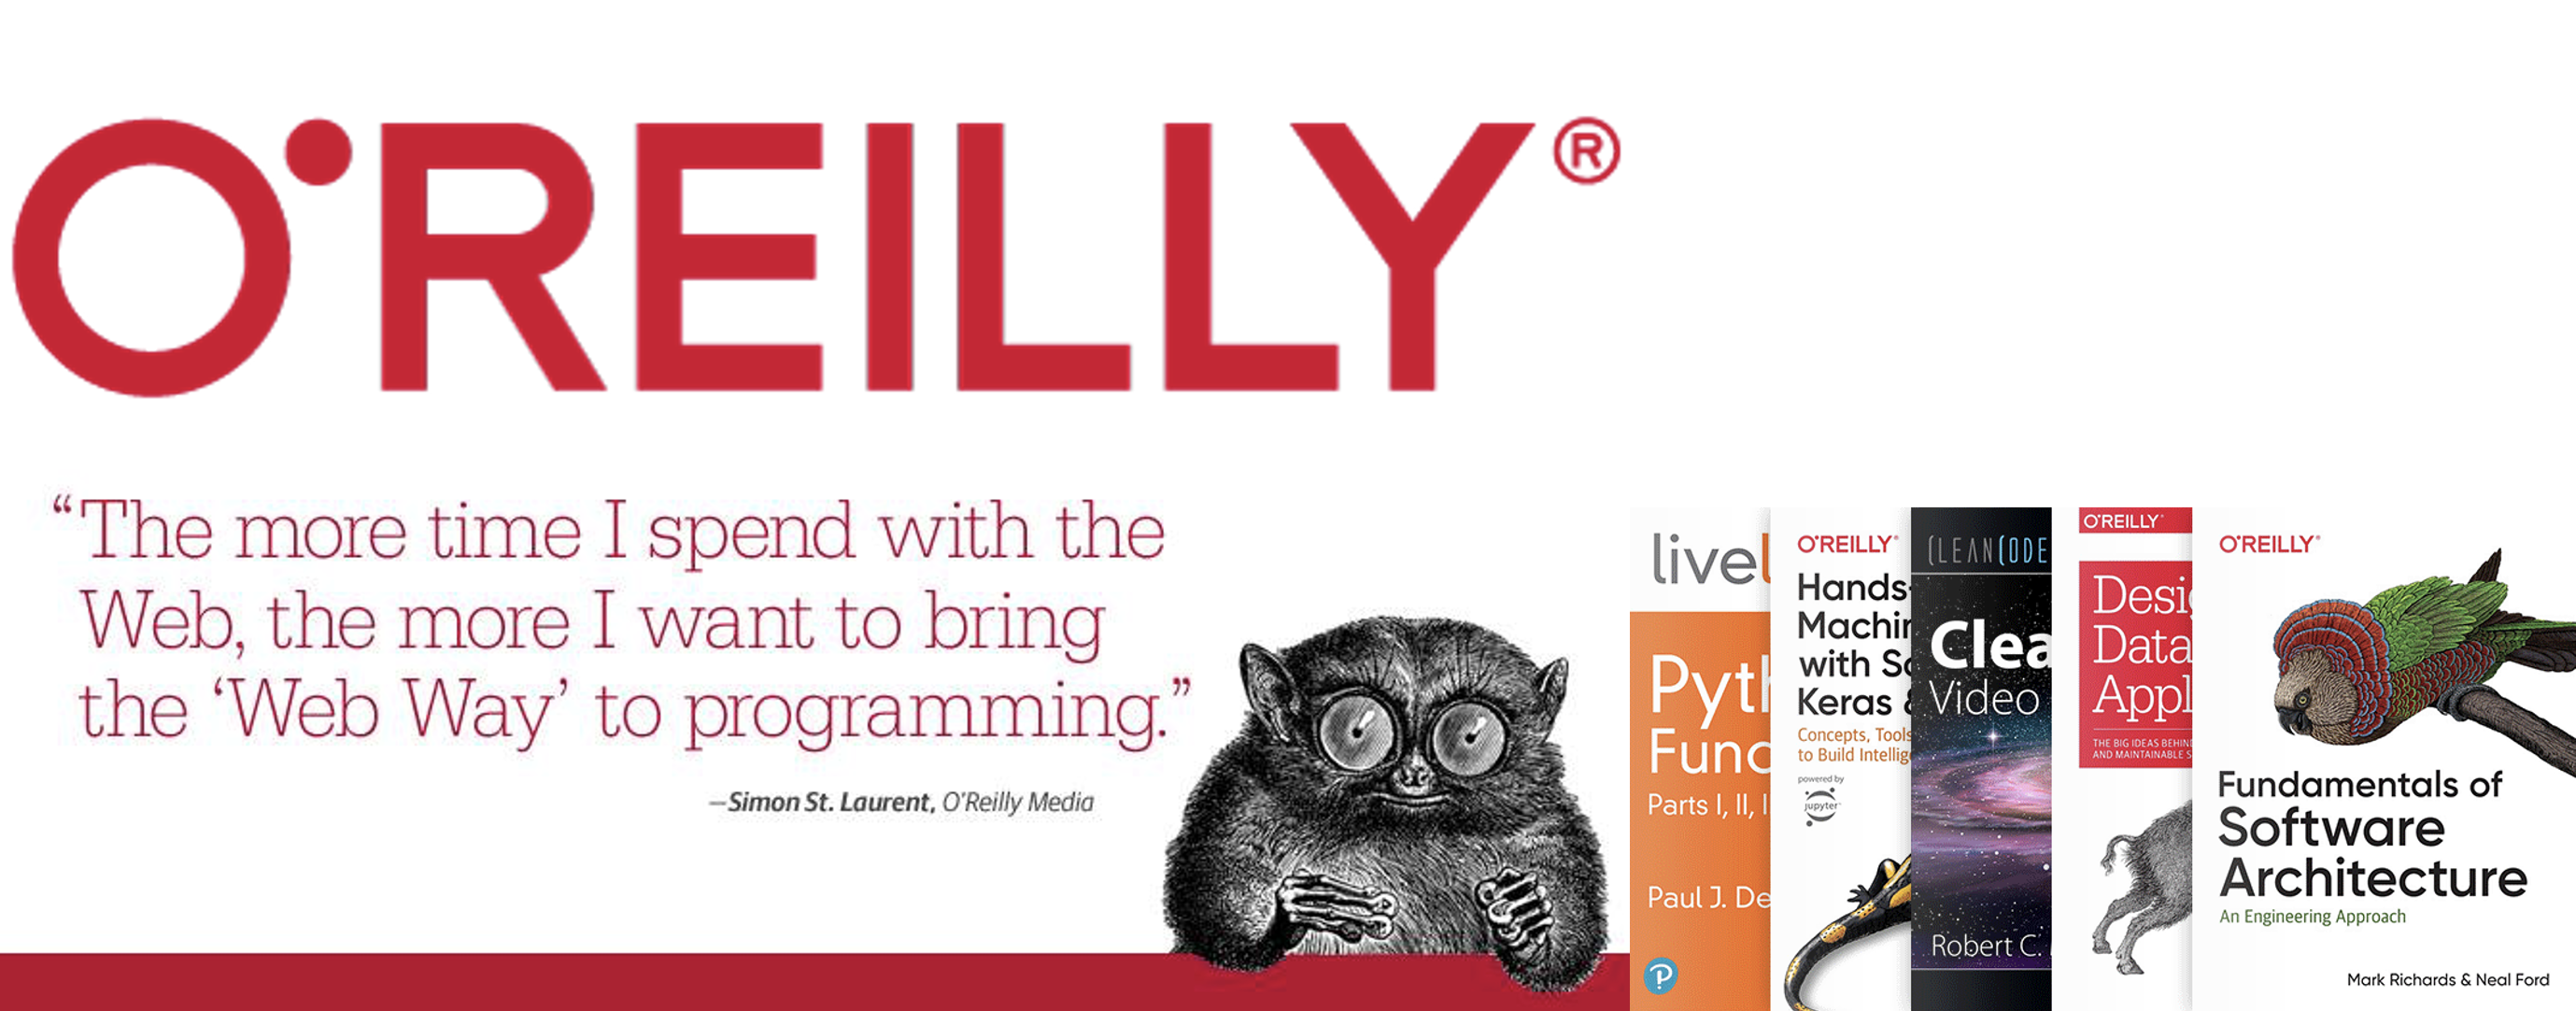 O'REILLY®
“The more time I spend with the
Web, the more I want to bring
the ‘Web Way’ to programming.”
—Simon St. Laurent, O'Reilly Media
live
Pyth
Func
Parts I, II, I
Paul J. De
P
O'REILLY®
Hands-
Machin
with Sc
Keras &
Concepts, Tools
to Build Intellig
powered by
jupyter
CLEAN CODE
Clea
Video
Robert C.
O'REILLY®
Desig
Data
Appl
THE BIG IDEAS BEHIND
AND MAINTAINABLE S
O'REILLY®
Fundamentals of
Software
Architecture
An Engineering Approach
Mark Richards & Neal Ford